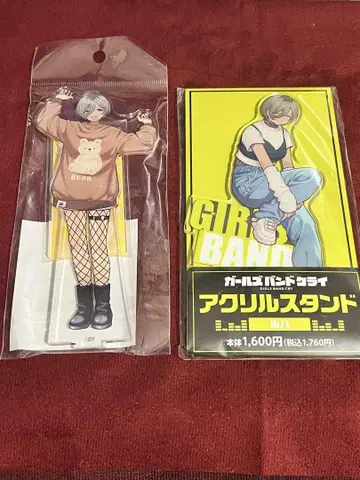 BEAR
GIRLS
BAND
ガールズバンドクライ
GIRLS BAND CRY
アクリルスタンド
ルパ
本体1,600円(税込1,760円)